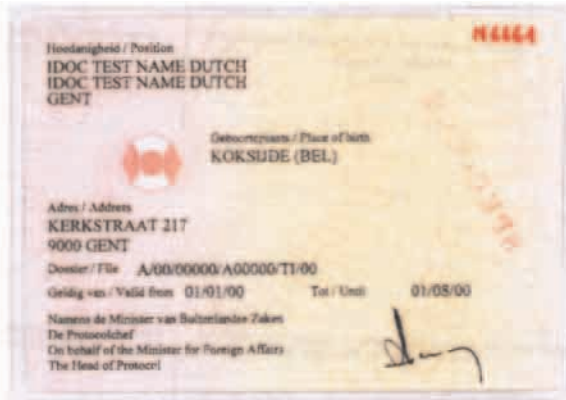 M6664
Hoedanigheid / Position
IDOC TEST NAME DUTCH
IDOC TEST NAME DUTCH
GENT
Geboorteplaats / Place of birth
KOKSIJDE (BEL)
Adres / Address
KERKSTRAAT 217
9000 GENT
Dossier / File A/00/00000/A00000/TI/00
Geldig van / Valid from 01/01/00 Tot / Until 01/05/00
Namens de Minister van Buitenlandse Zaken
De Protocolchef
On behalf of the Minister for Foreign Affairs
The Head of Protocol